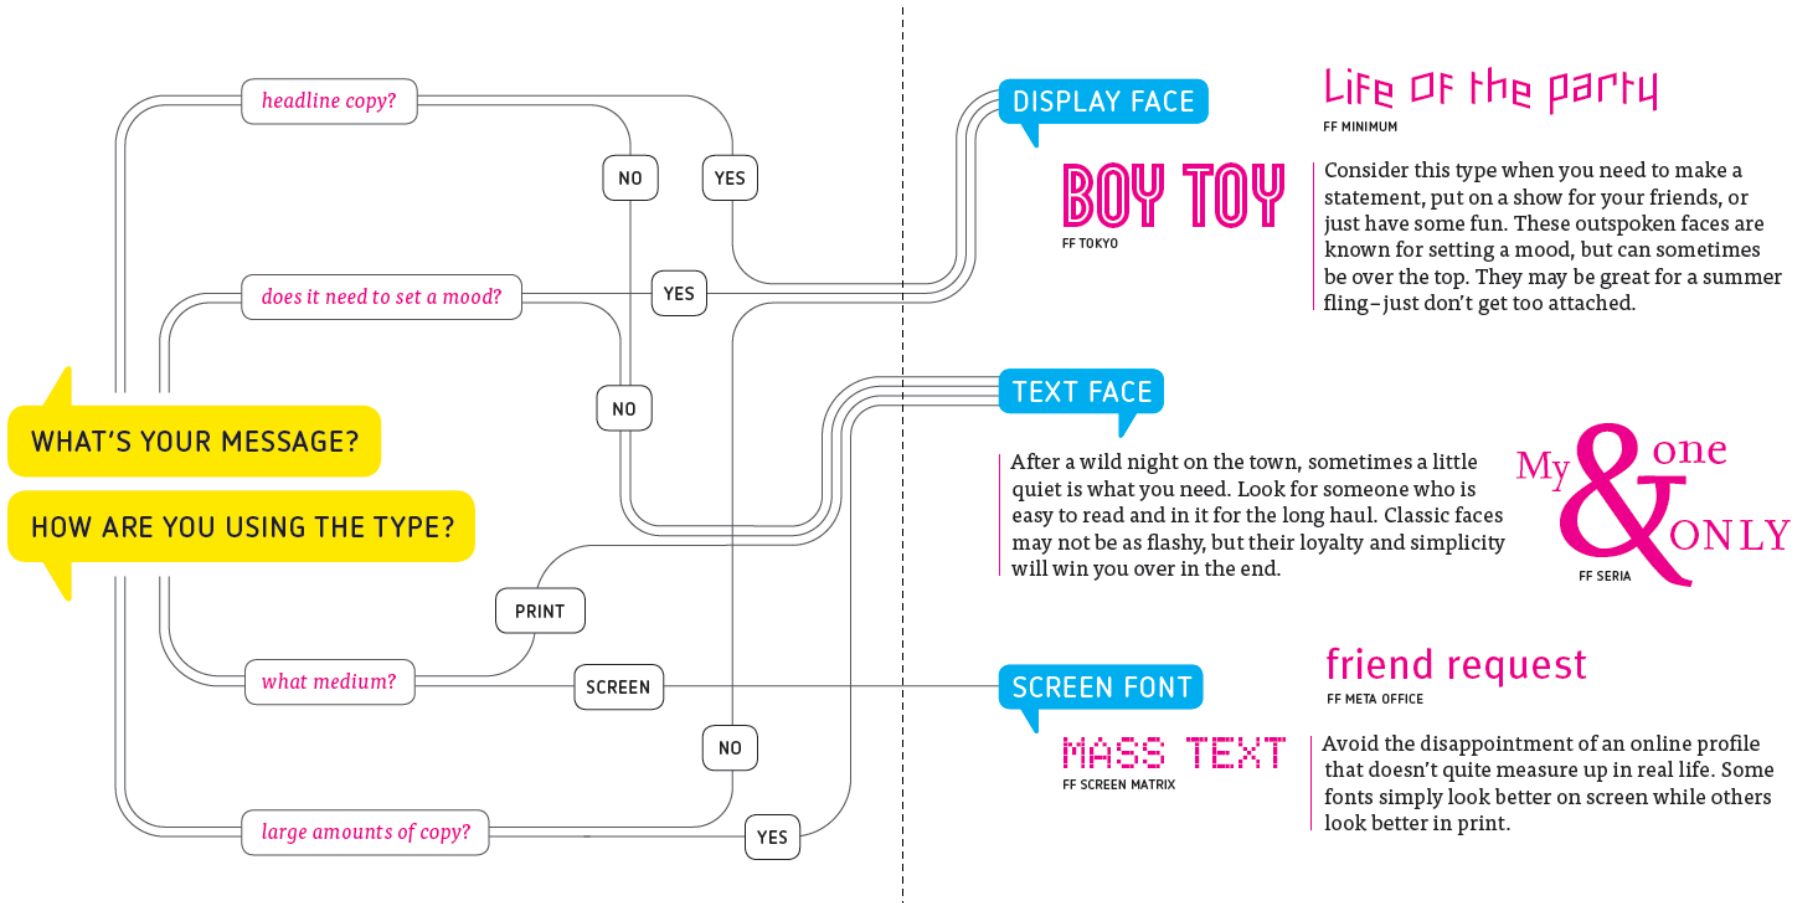 headline copy?
NO
YES
does it need to set a mood?
YES
NO
WHAT'S YOUR MESSAGE?
HOW ARE YOU USING THE TYPE?
PRINT
what medium?
SCREEN
NO
large amounts of copy?
YES
DISPLAY FACE
Life of the party
FF MINIMUM
BOY TOY
FF TOKYO
Consider this type when you need to make a
statement, put on a show for your friends, or
just have some fun. These outspoken faces are
known for setting a mood, but can sometimes
be over the top. They may be great for a summer
fling–just don't get too attached.
TEXT FACE
After a wild night on the town, sometimes a little
quiet is what you need. Look for someone who is
easy to read and in it for the long haul. Classic faces
may not be as flashy, but their loyalty and simplicity
will win you over in the end.
My & one
ONLY
FF SERIA
SCREEN FONT
friend request
FF META OFFICE
MASS TEXT
FF SCREEN MATRIX
Avoid the disappointment of an online profile
that doesn't quite measure up in real life. Some
fonts simply look better on screen while others
look better in print.